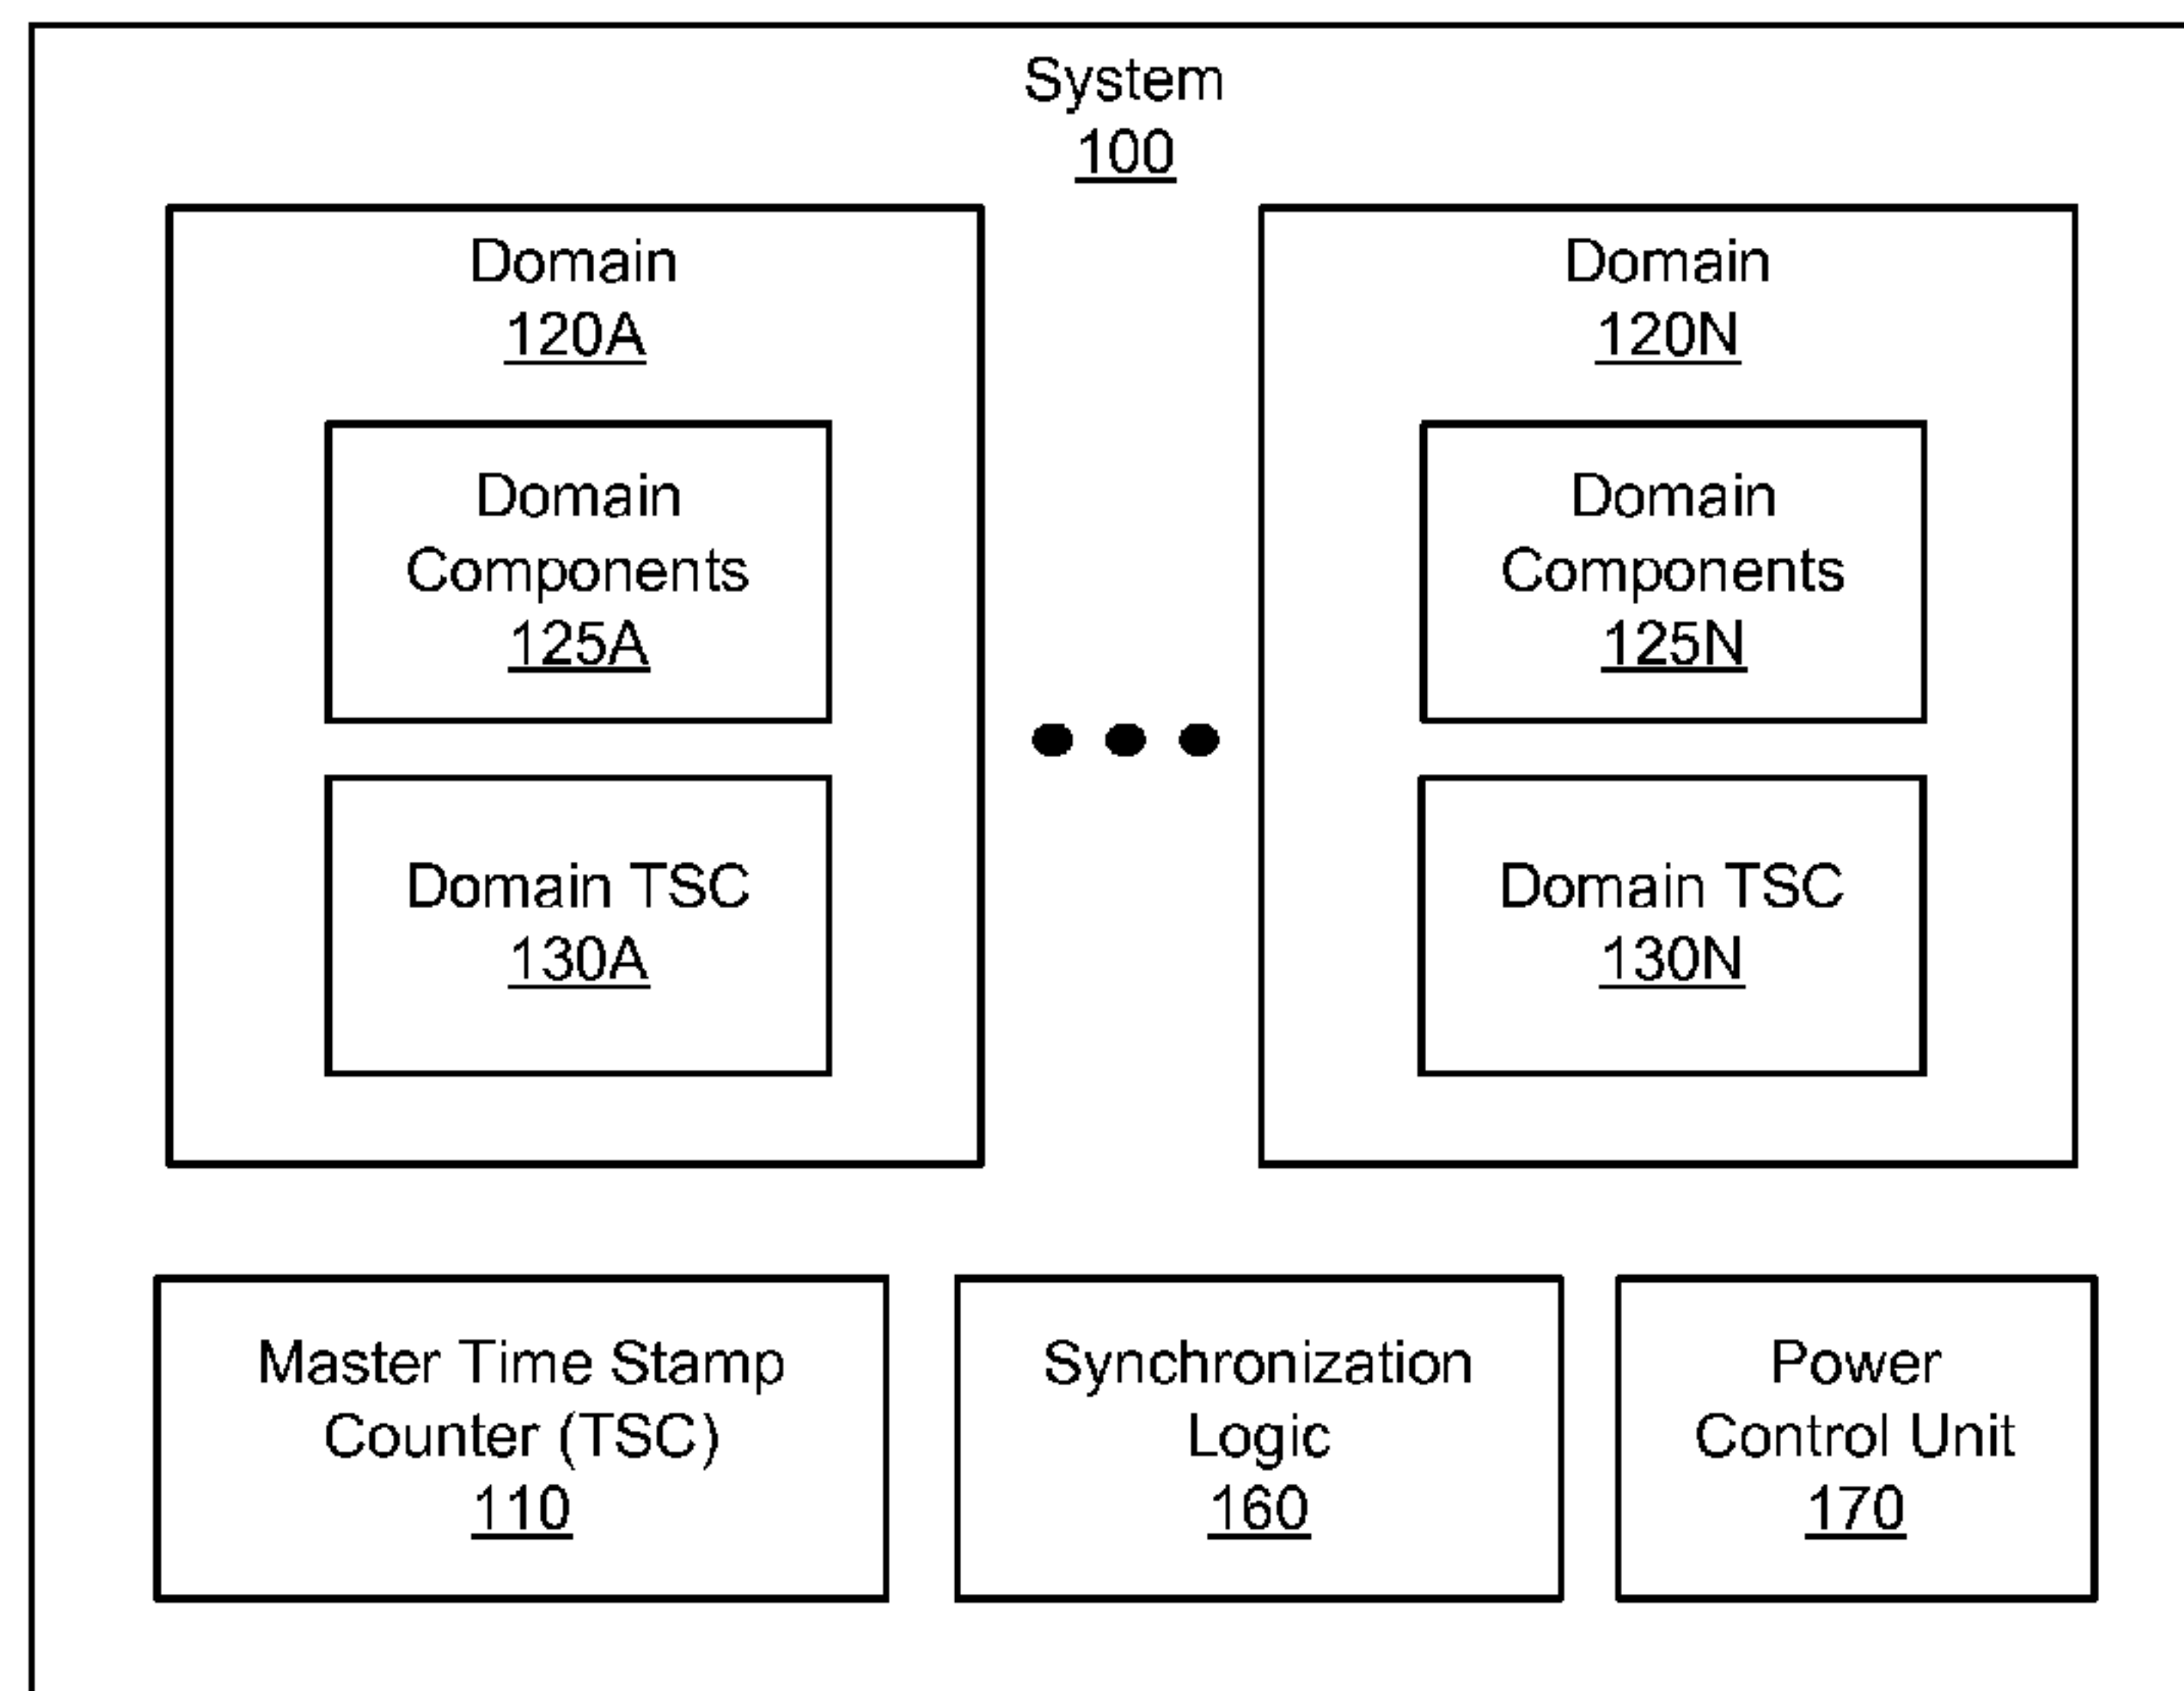 System
100
Domain
120A
Domain
Components
125A
Domain TSC
130A
Domain
120N
Domain
Components
125N
Domain TSC
130N
Master Time Stamp
Counter (TSC)
110
Synchronization
Logic
160
Power
Control Unit
170